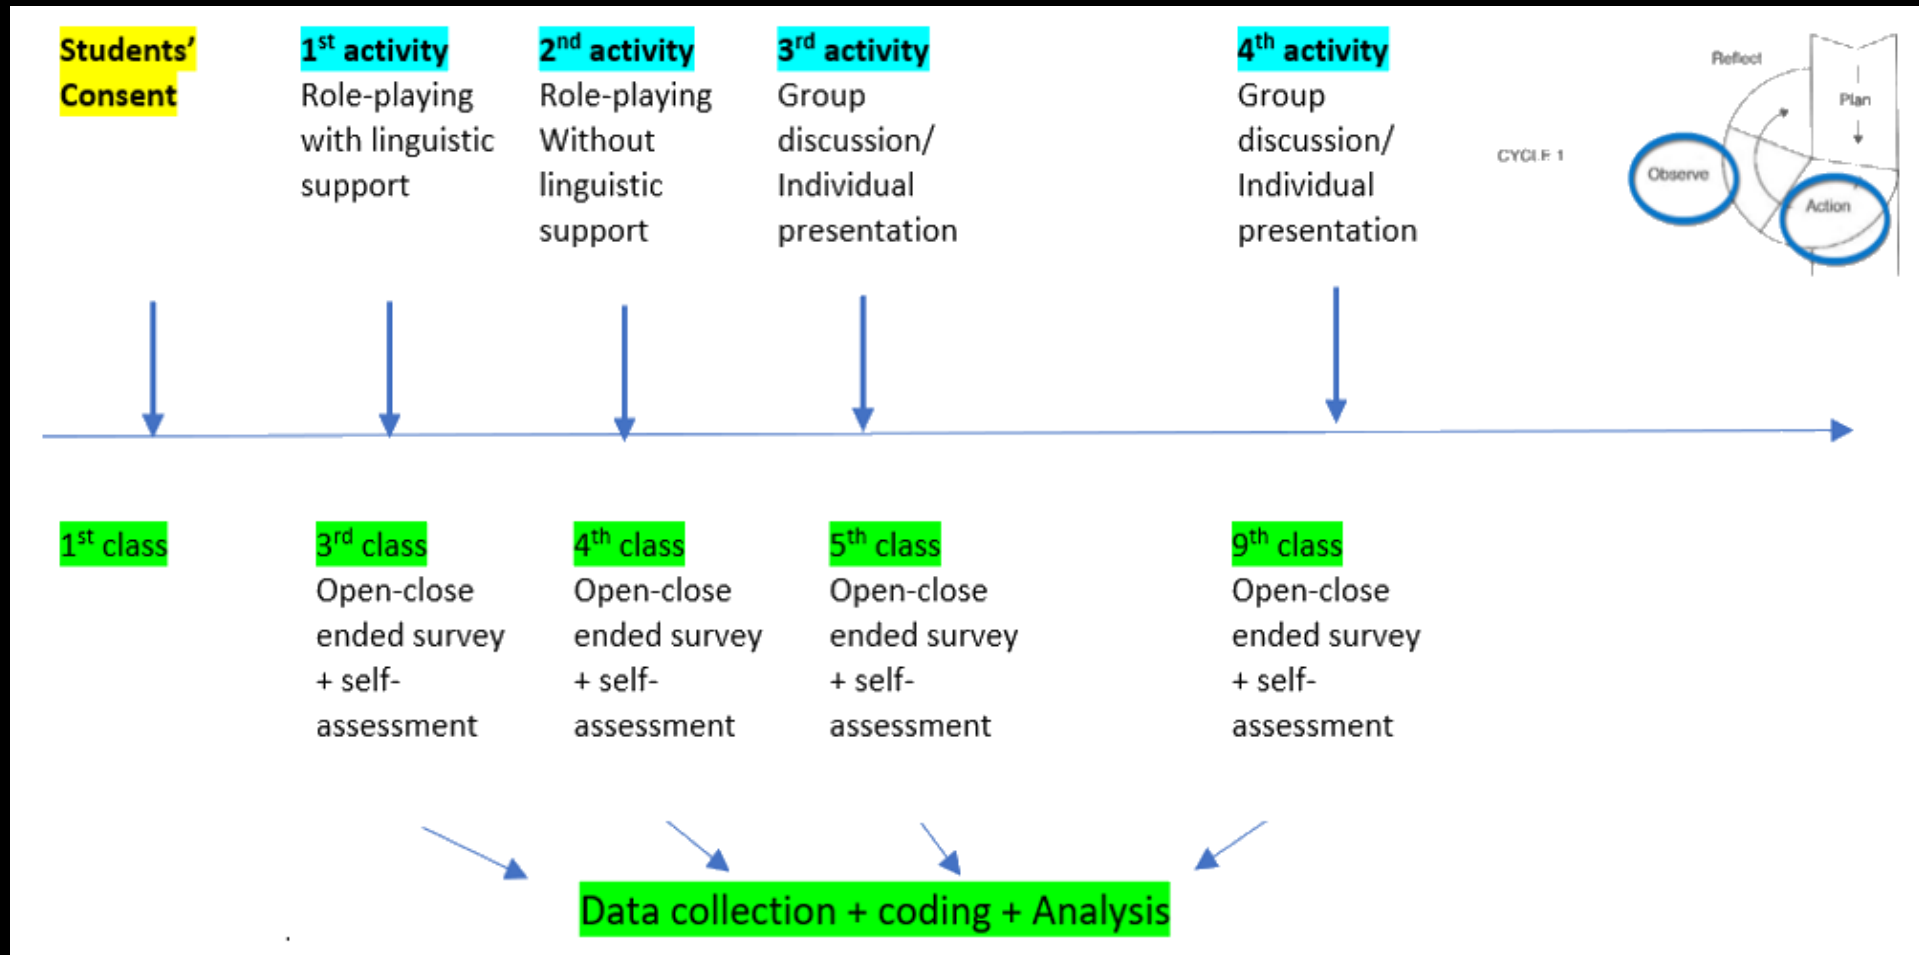 Students’
Consent
1st activity
Role-playing
with linguistic
support
2nd activity
Role-playing
Without
linguistic
support
3rd activity
Group
discussion/
Individual
presentation
4th activity
Group
discussion/
Individual
presentation
CYCLE 1
Reflect
Plan
Observe
Action
1st class
3rd class
Open-close
ended survey
+ self-
assessment
4th class
Open-close
ended survey
+ self-
assessment
5th class
Open-close
ended survey
+ self-
assessment
9th class
Open-close
ended survey
+ self-
assessment
Data collection + coding + Analysis
.